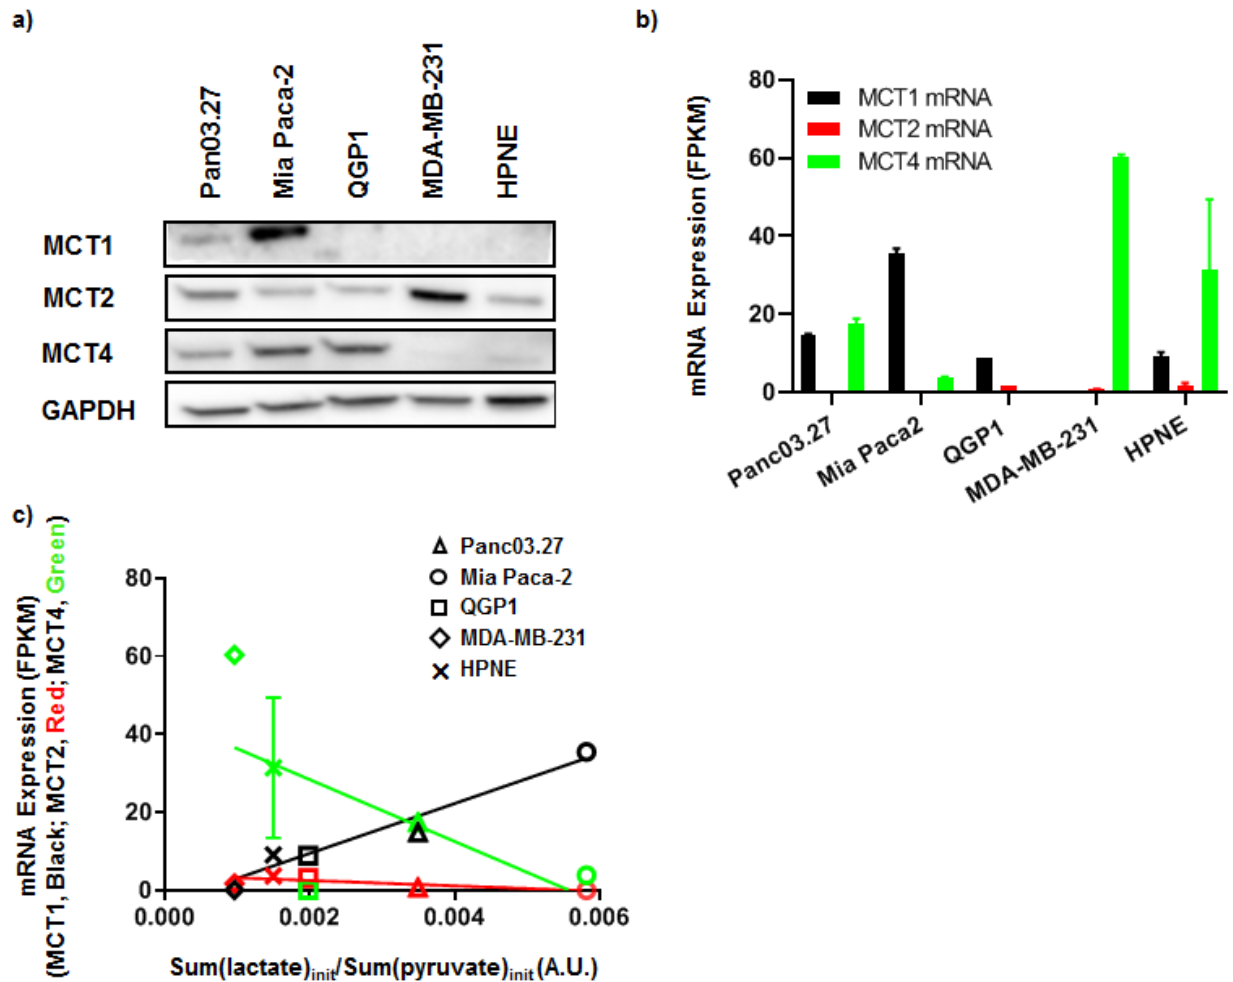 a)
Pan03.27
Mia Paca-2
QGP1
MDA-MB-231
HPNE
MCT1
MCT2
MCT4
GAPDH
b)
mRNA Expression (FPKM)
80
60
40
20
0
MCT1 mRNA
MCT2 mRNA
MCT4 mRNA
Panc03.27
Mia Paca2
QGP1
MDA-MB-231
HPNE
c)
mRNA Expression (FPKM)
(MCT1, Black; MCT2, Red; MCT4, Green)
80
60
40
20
0
0.000
0.002
0.004
0.006
Panc03.27
Mia Paca-2
QGP1
MDA-MB-231
HPNE
Sum(lactate)init/Sum(pyruvate)init (A.U.)